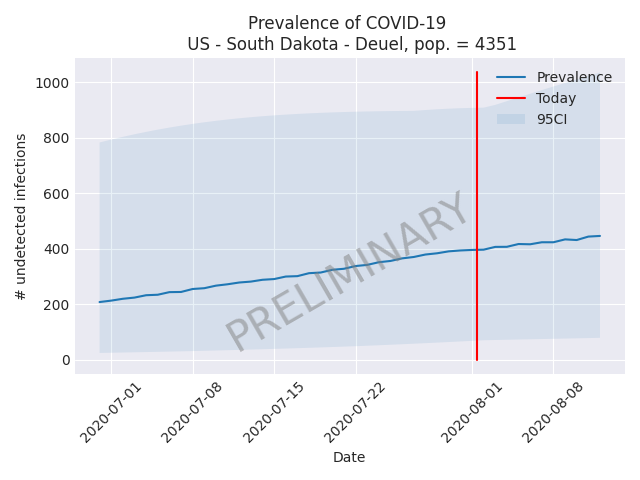 Prevalence of COVID-19
US - South Dakota - Deuel, pop. = 4351
# undetected infections
1000
800
600
400
200
0
Prevalence
Today
95CI
PRELIMINARY
2020-07-01
2020-07-08
2020-07-15
2020-07-22
2020-08-01
2020-08-08
Date